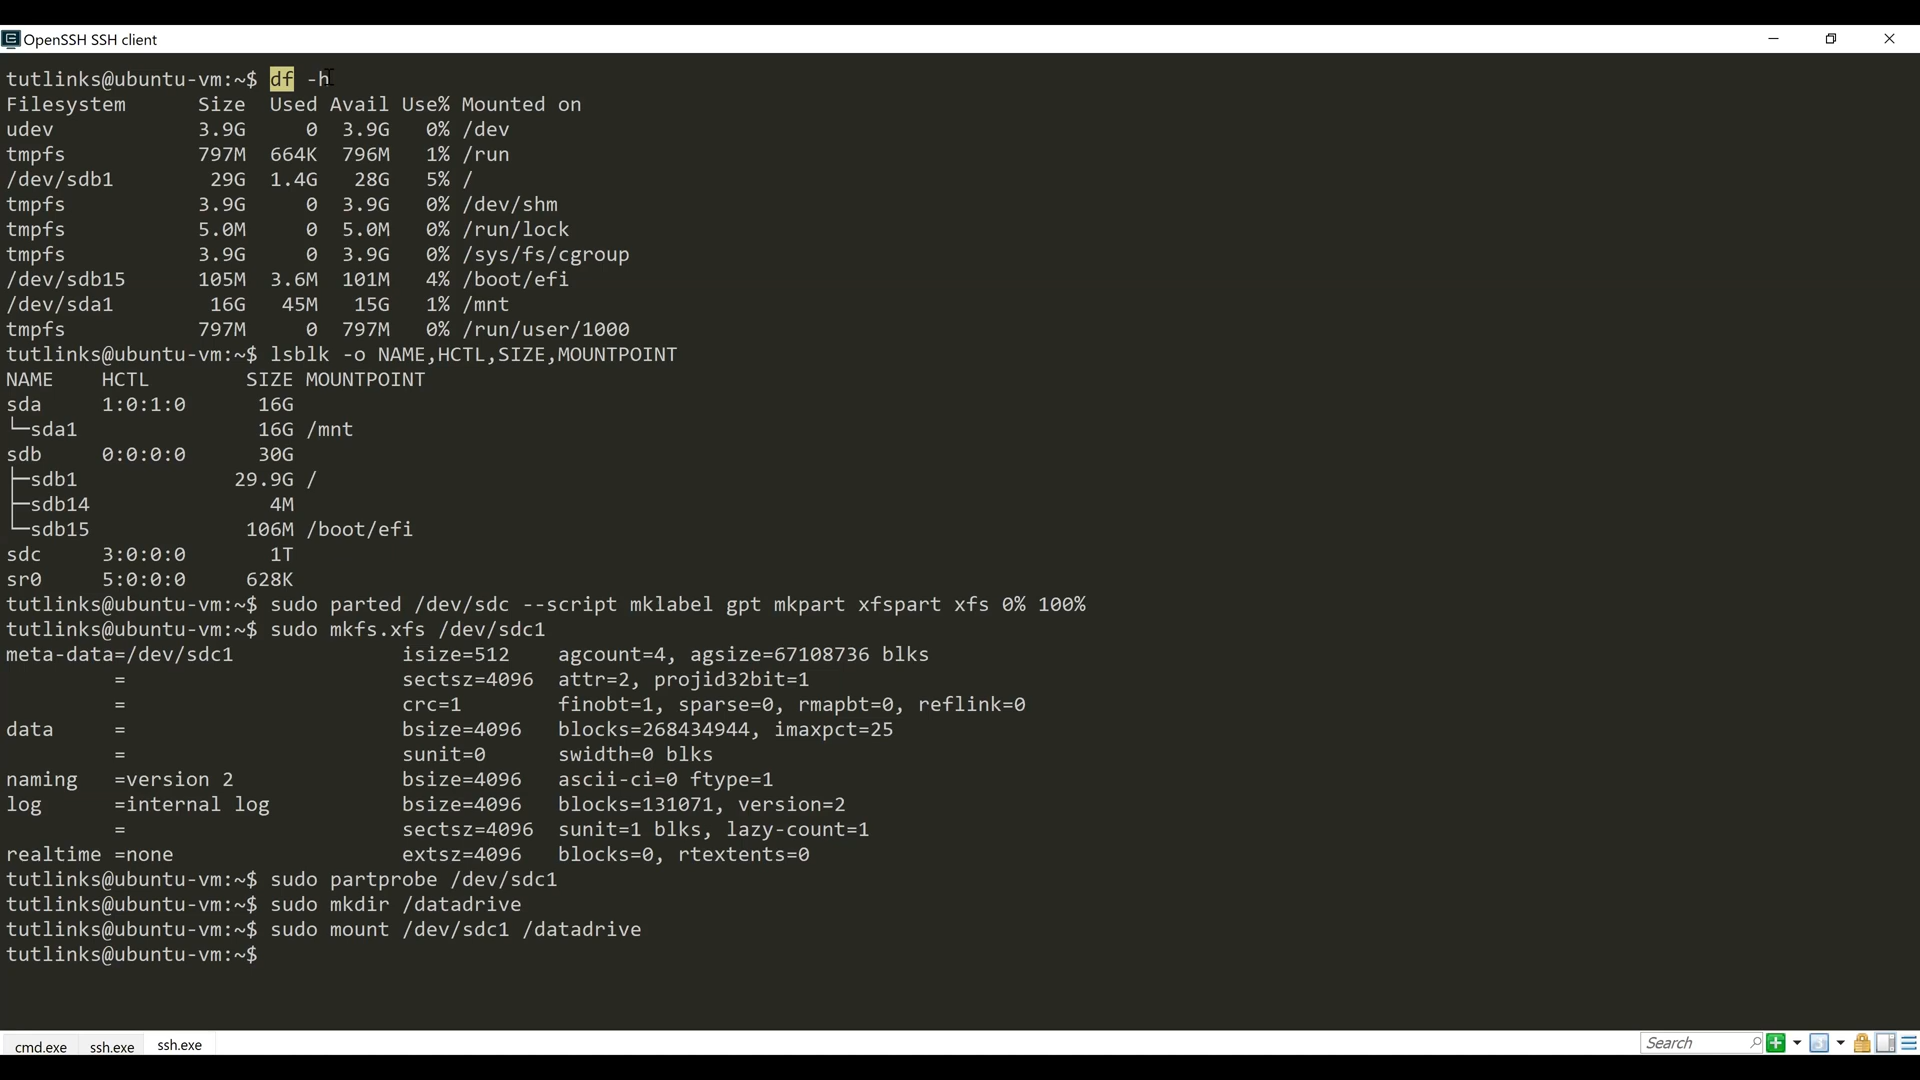 OpenSSH SSH client
tutlinks@ubuntu-vm:~$ df -h
Filesystem      Size  Used Avail Use% Mounted on
udev            3.9G     0  3.9G   0% /dev
tmpfs           797M  664K  796M   1% /run
/dev/sdb1        29G  1.4G   28G   5% /
tmpfs           3.9G     0  3.9G   0% /dev/shm
tmpfs           5.0M     0  5.0M   0% /run/lock
tmpfs           3.9G     0  3.9G   0% /sys/fs/cgroup
/dev/sdb15      105M  3.6M  101M   4% /boot/efi
/dev/sda1        16G   45M   15G   1% /mnt
tmpfs           797M     0  797M   0% /run/user/1000
tutlinks@ubuntu-vm:~$ lsblk -o NAME,HCTL,SIZE,MOUNTPOINT
NAME    HCTL        SIZE MOUNTPOINT
sda     1:0:1:0      16G
└─sda1               16G /mnt
sdb     0:0:0:0      30G
├─sdb1             29.9G /
├─sdb14               4M
└─sdb15             106M /boot/efi
sdc     3:0:0:0       1T
sr0     5:0:0:0     628K
tutlinks@ubuntu-vm:~$ sudo parted /dev/sdc --script mklabel gpt mkpart xfspart xfs 0% 100%
tutlinks@ubuntu-vm:~$ sudo mkfs.xfs /dev/sdc1
meta-data=/dev/sdc1              isize=512    agcount=4, agsize=67108736 blks
         =                       sectsz=4096  attr=2, projid32bit=1
         =                       crc=1        finobt=1, sparse=0, rmapbt=0, reflink=0
data     =                       bsize=4096   blocks=268434944, imaxpct=25
         =                       sunit=0      swidth=0 blks
naming   =version 2              bsize=4096   ascii-ci=0 ftype=1
log      =internal log           bsize=4096   blocks=131071, version=2
         =                       sectsz=4096  sunit=1 blks, lazy-count=1
realtime =none                   extsz=4096   blocks=0, rtextents=0
tutlinks@ubuntu-vm:~$ sudo partprobe /dev/sdc1
tutlinks@ubuntu-vm:~$ sudo mkdir /datadrive
tutlinks@ubuntu-vm:~$ sudo mount /dev/sdc1 /datadrive
tutlinks@ubuntu-vm:~$
cmd.exe ssh.exe ssh.exe Search